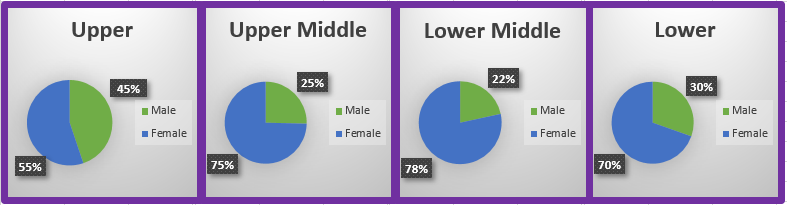 Upper
45%
Male
Female
55%
Upper Middle
25%
Male
Female
75%
Lower Middle
22%
Male
Female
78%
Lower
30%
Male
Female
70%